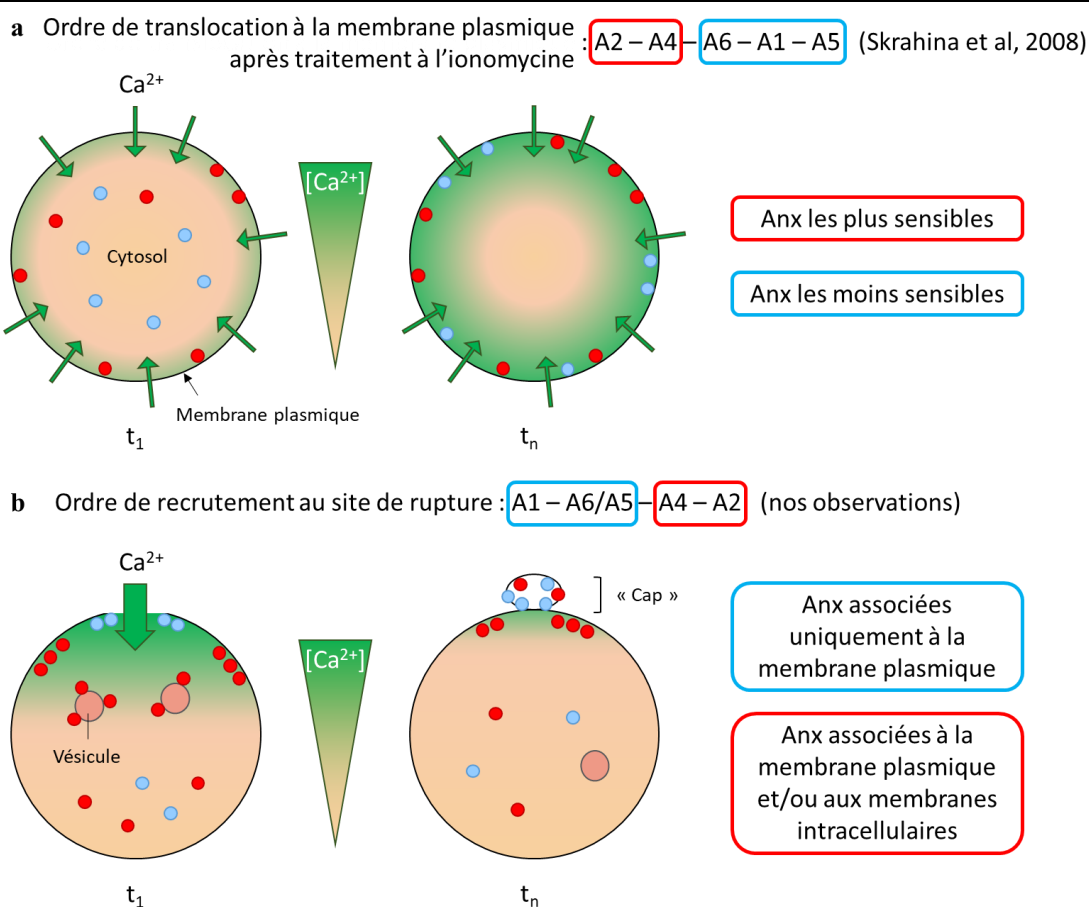 a Ordre de translocation à la membrane plasmique
après traitement à l'ionomycine : A2 – A4 – A6 – A1 – A5 (Skrahina et al, 2008)
Ca²⁺
[Ca²⁺]
Cytosol
Anx les plus sensibles
Anx les moins sensibles
Membrane plasmique
t₁
tₙ
b Ordre de recrutement au site de rupture : A1 – A6/A5 – A4 – A2 (nos observations)
Ca²⁺
« Cap »
[Ca²⁺]
Vésicule
Anx associées
uniquement à la
membrane plasmique
Anx associées à la
membrane plasmique
et/ou aux membranes
intracellulaires
t₁
tₙ